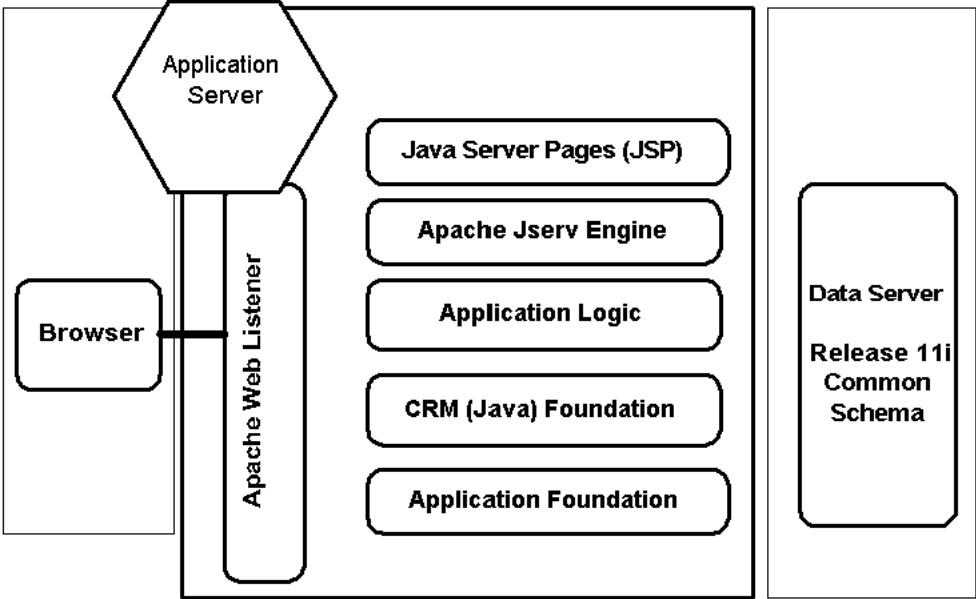 Application
Server
Java Server Pages (JSP)
Apache Jserv Engine
Application Logic
CRM (Java) Foundation
Application Foundation
Browser
Apache Web Listener
Data Server
Release 11i
Common
Schema